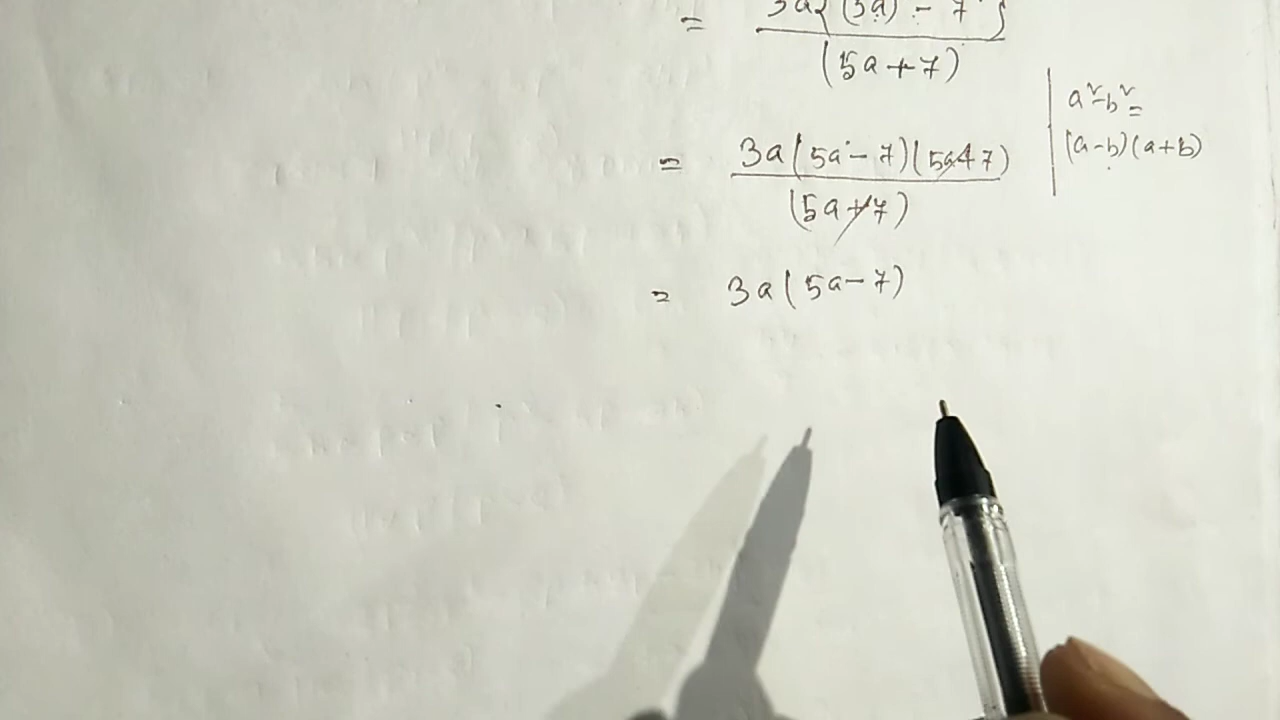 =
(5a+7)
a²-b²=
(a-b)(a+b)
= 3a(5a-7)(5a+7)
(5a+7)
= 3a(5a-7)